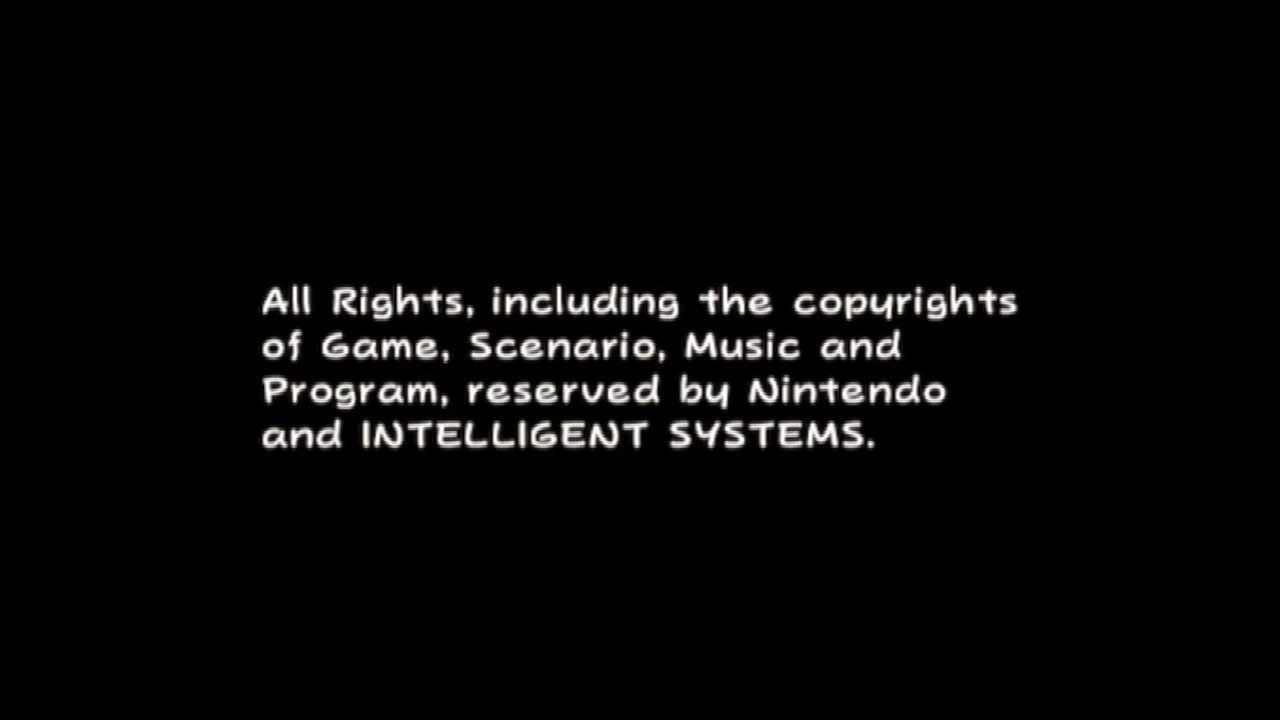 All Rights, including the copyrights
of Game, Scenario, Music and
Program, reserved by Nintendo
and INTELLIGENT SYSTEMS.